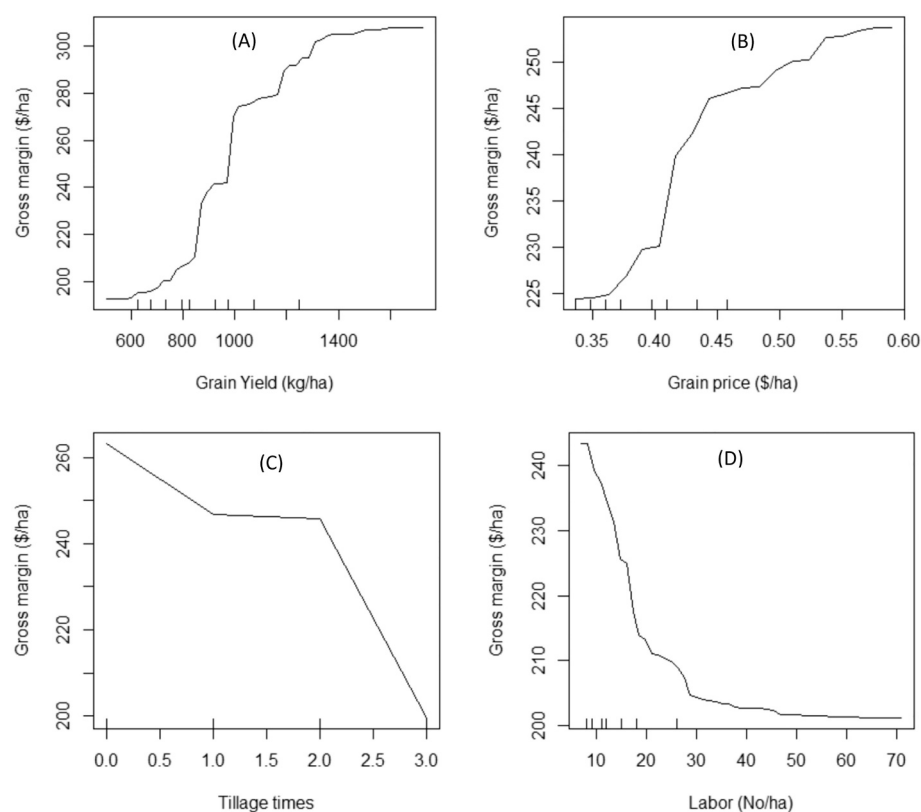 (A)
Gross margin ($/ha)
200 220 240 260 280 300
600 800 1000 1400
Grain Yield (kg/ha)
(B)
Gross margin ($/ha)
225 230 235 240 245 250
0.35 0.40 0.45 0.50 0.55 0.60
Grain price ($/ha)
(C)
Gross margin ($/ha)
200 220 240 260
0.0 0.5 1.0 1.5 2.0 2.5 3.0
Tillage times
(D)
Gross margin ($/ha)
200 210 220 230 240
10 20 30 40 50 60 70
Labor (No/ha)